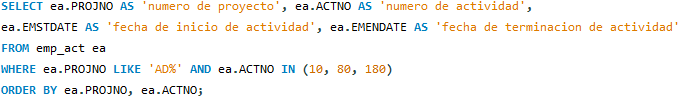 SELECT ea.PROJNO AS 'numero de proyecto', ea.ACTNO AS 'numero de actividad',
ea.EMSTDATE AS 'fecha de inicio de actividad', ea.EMENDATE AS 'fecha de terminacion de actividad'
FROM emp_act ea
WHERE ea.PROJNO LIKE 'AD%' AND ea.ACTNO IN (10, 80, 180)
ORDER BY ea.PROJNO, ea.ACTNO;